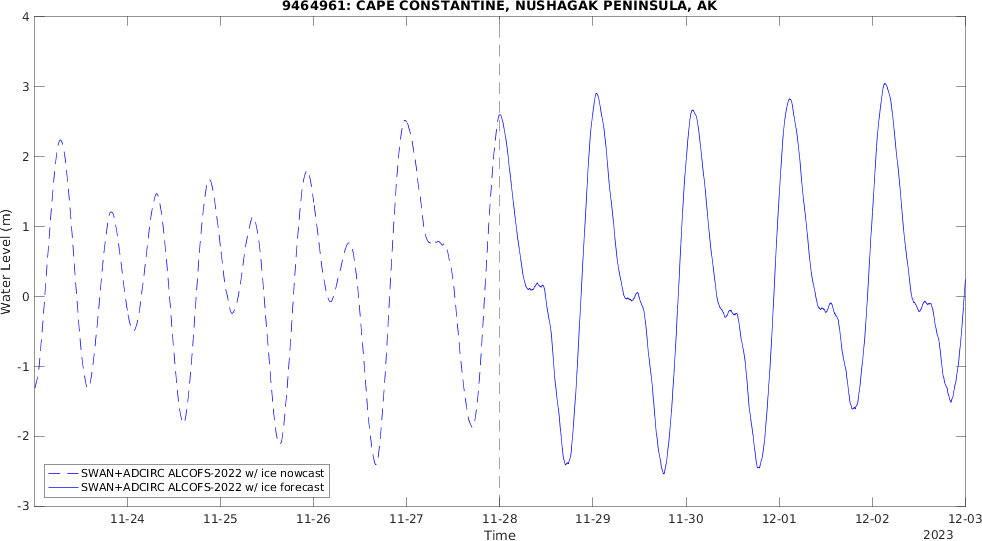 9464961: CAPE CONSTANTINE, NUSHAGAK PENINSULA, AK
4
3
2
1
0
-1
-2
-3
Water Level (m)
SWAN+ADCIRC ALCOFS-2022 w/ ice nowcast
SWAN+ADCIRC ALCOFS-2022 w/ ice forecast
11-24 11-25 11-26 11-27 11-28 11-29 11-30 12-01 12-02 12-03
Time
2023